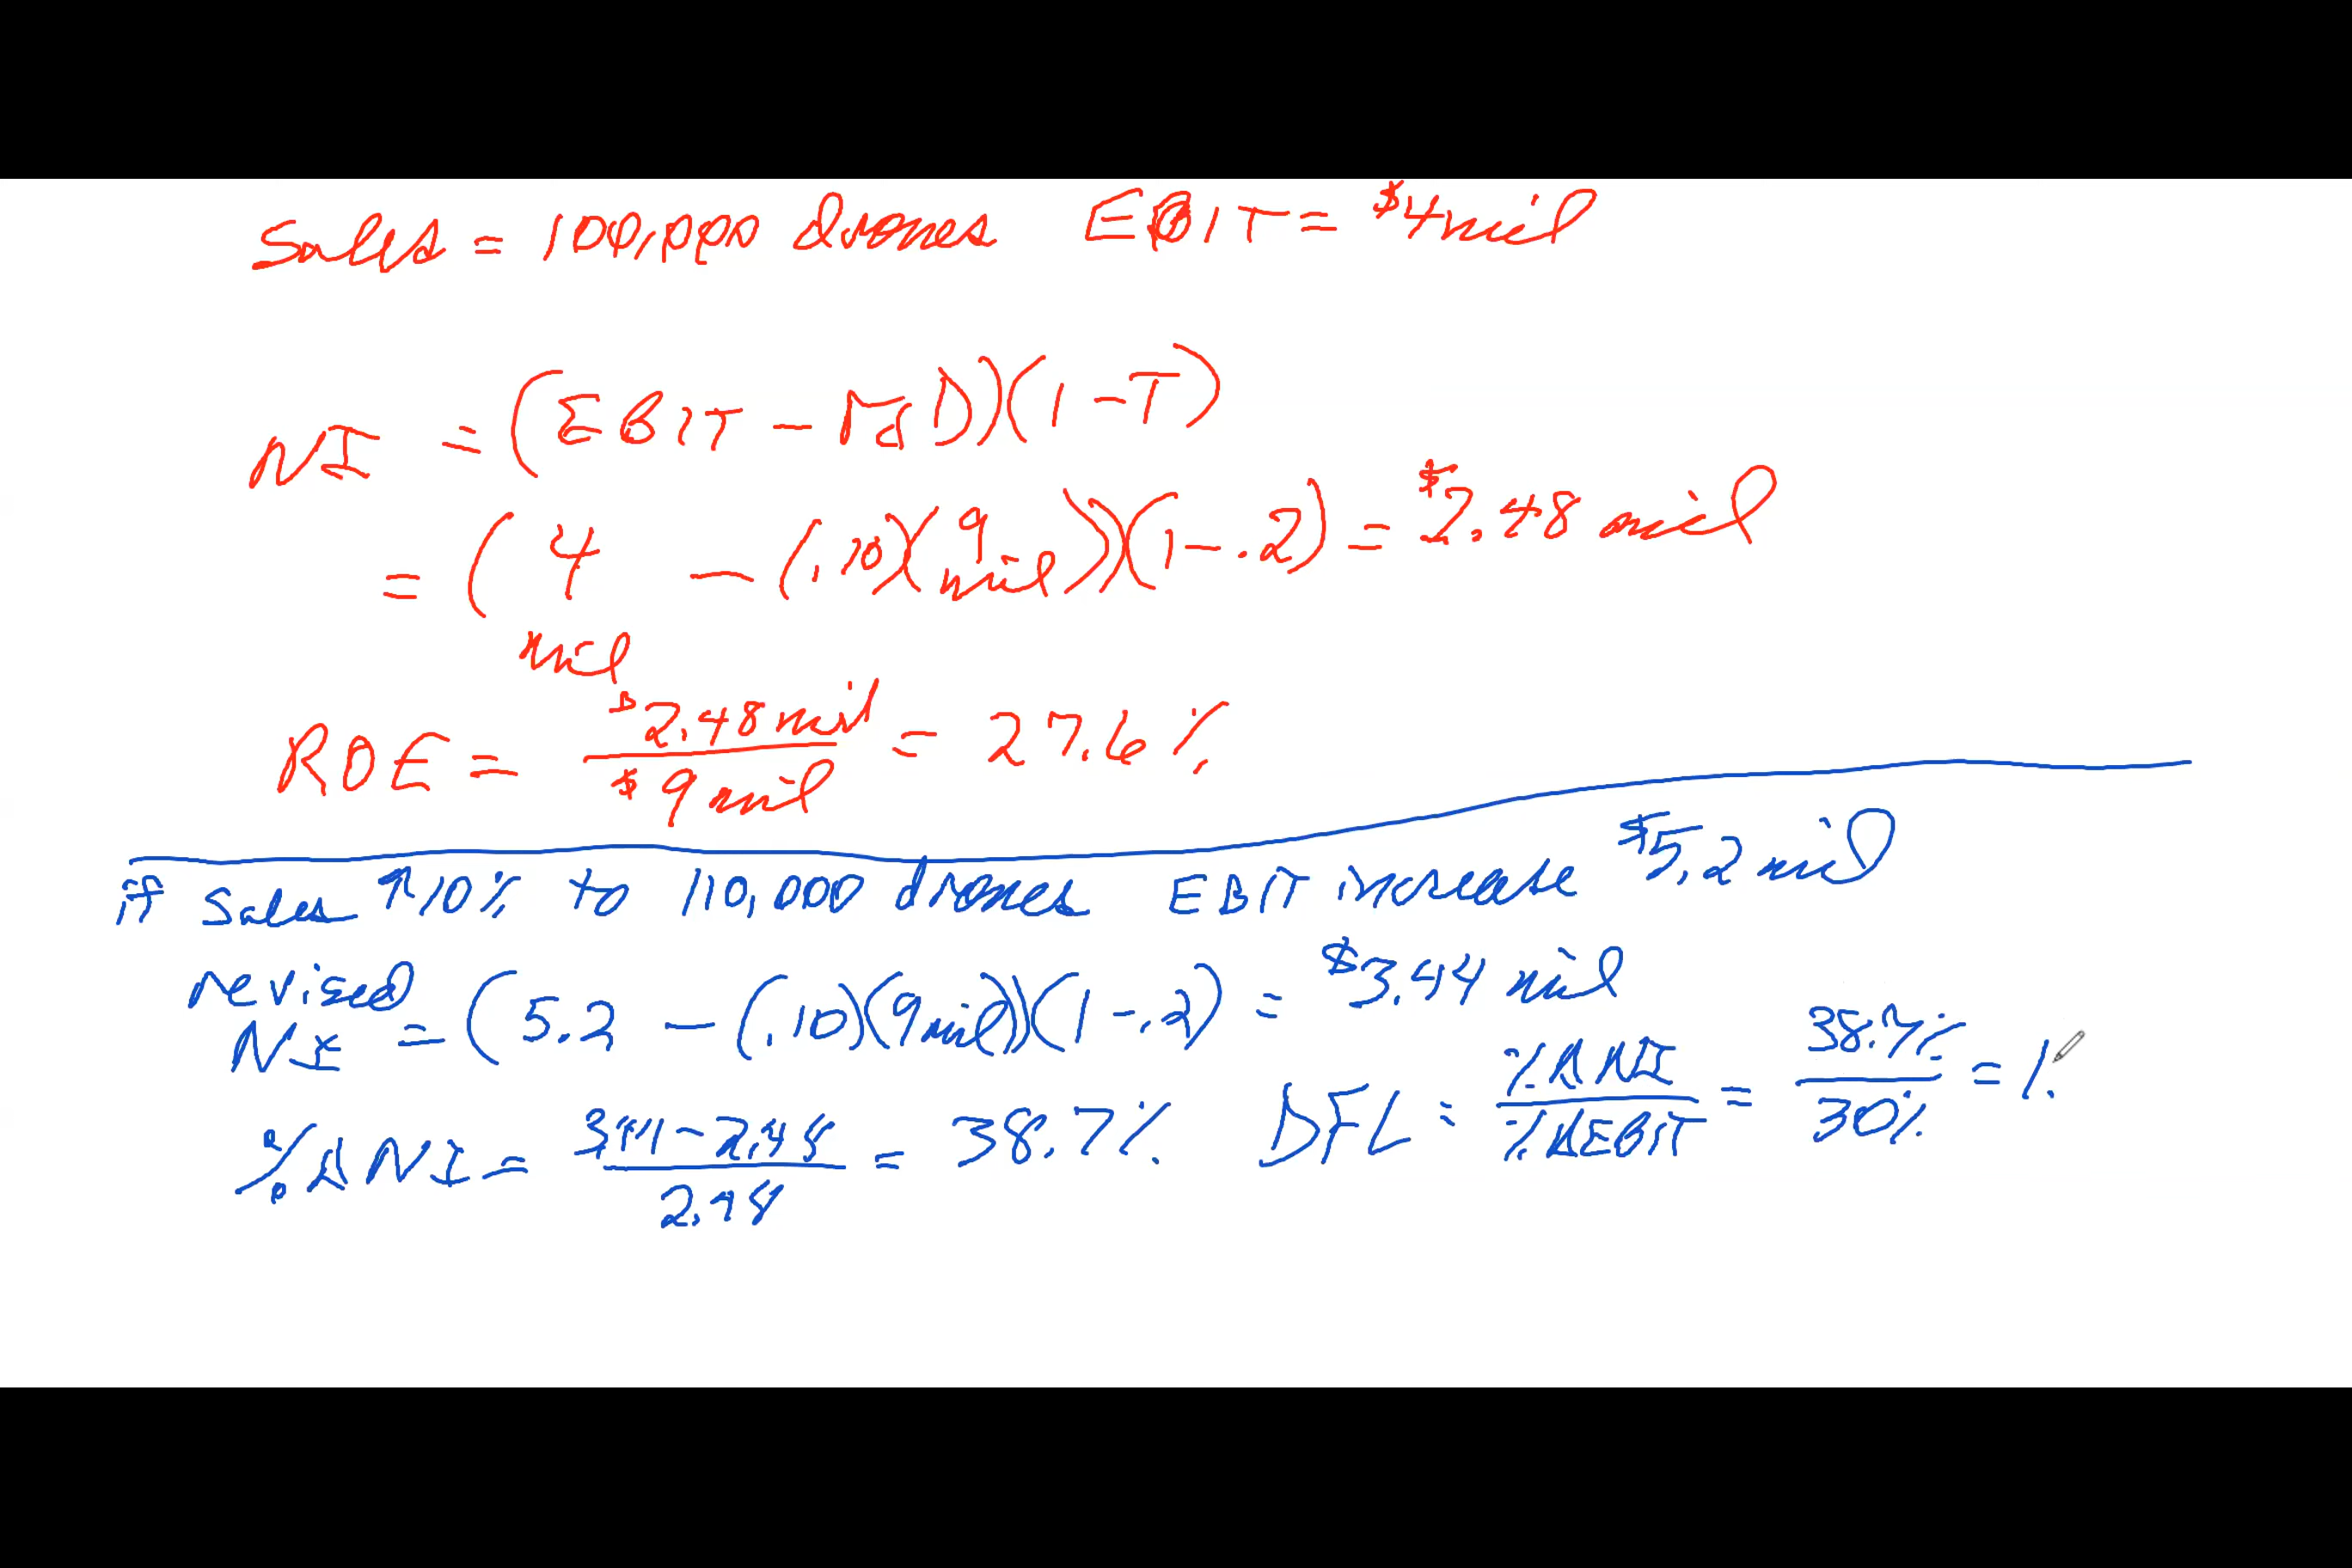 Sales = 100,000 drones EBIT = $4 mil
NI = (EBIT - rdD)(1 - T)
= (4 mil - (.10)(9 mil))(1 - .2) = $2.48 mil
ROE = $2.48 mil / $9 mil = 27.6%
If Sales ↑ 10% to 110,000 drones EBIT increase $5.2 mil
revised
NI = (5.2 - (.10)(9 mil))(1 - .2) = $3.44 mil
%ΔNI = 3.44 - 2.48 / 2.48 = 38.7% DFL = %ΔNI / %ΔEBIT = 38.7% / 30% = 1.